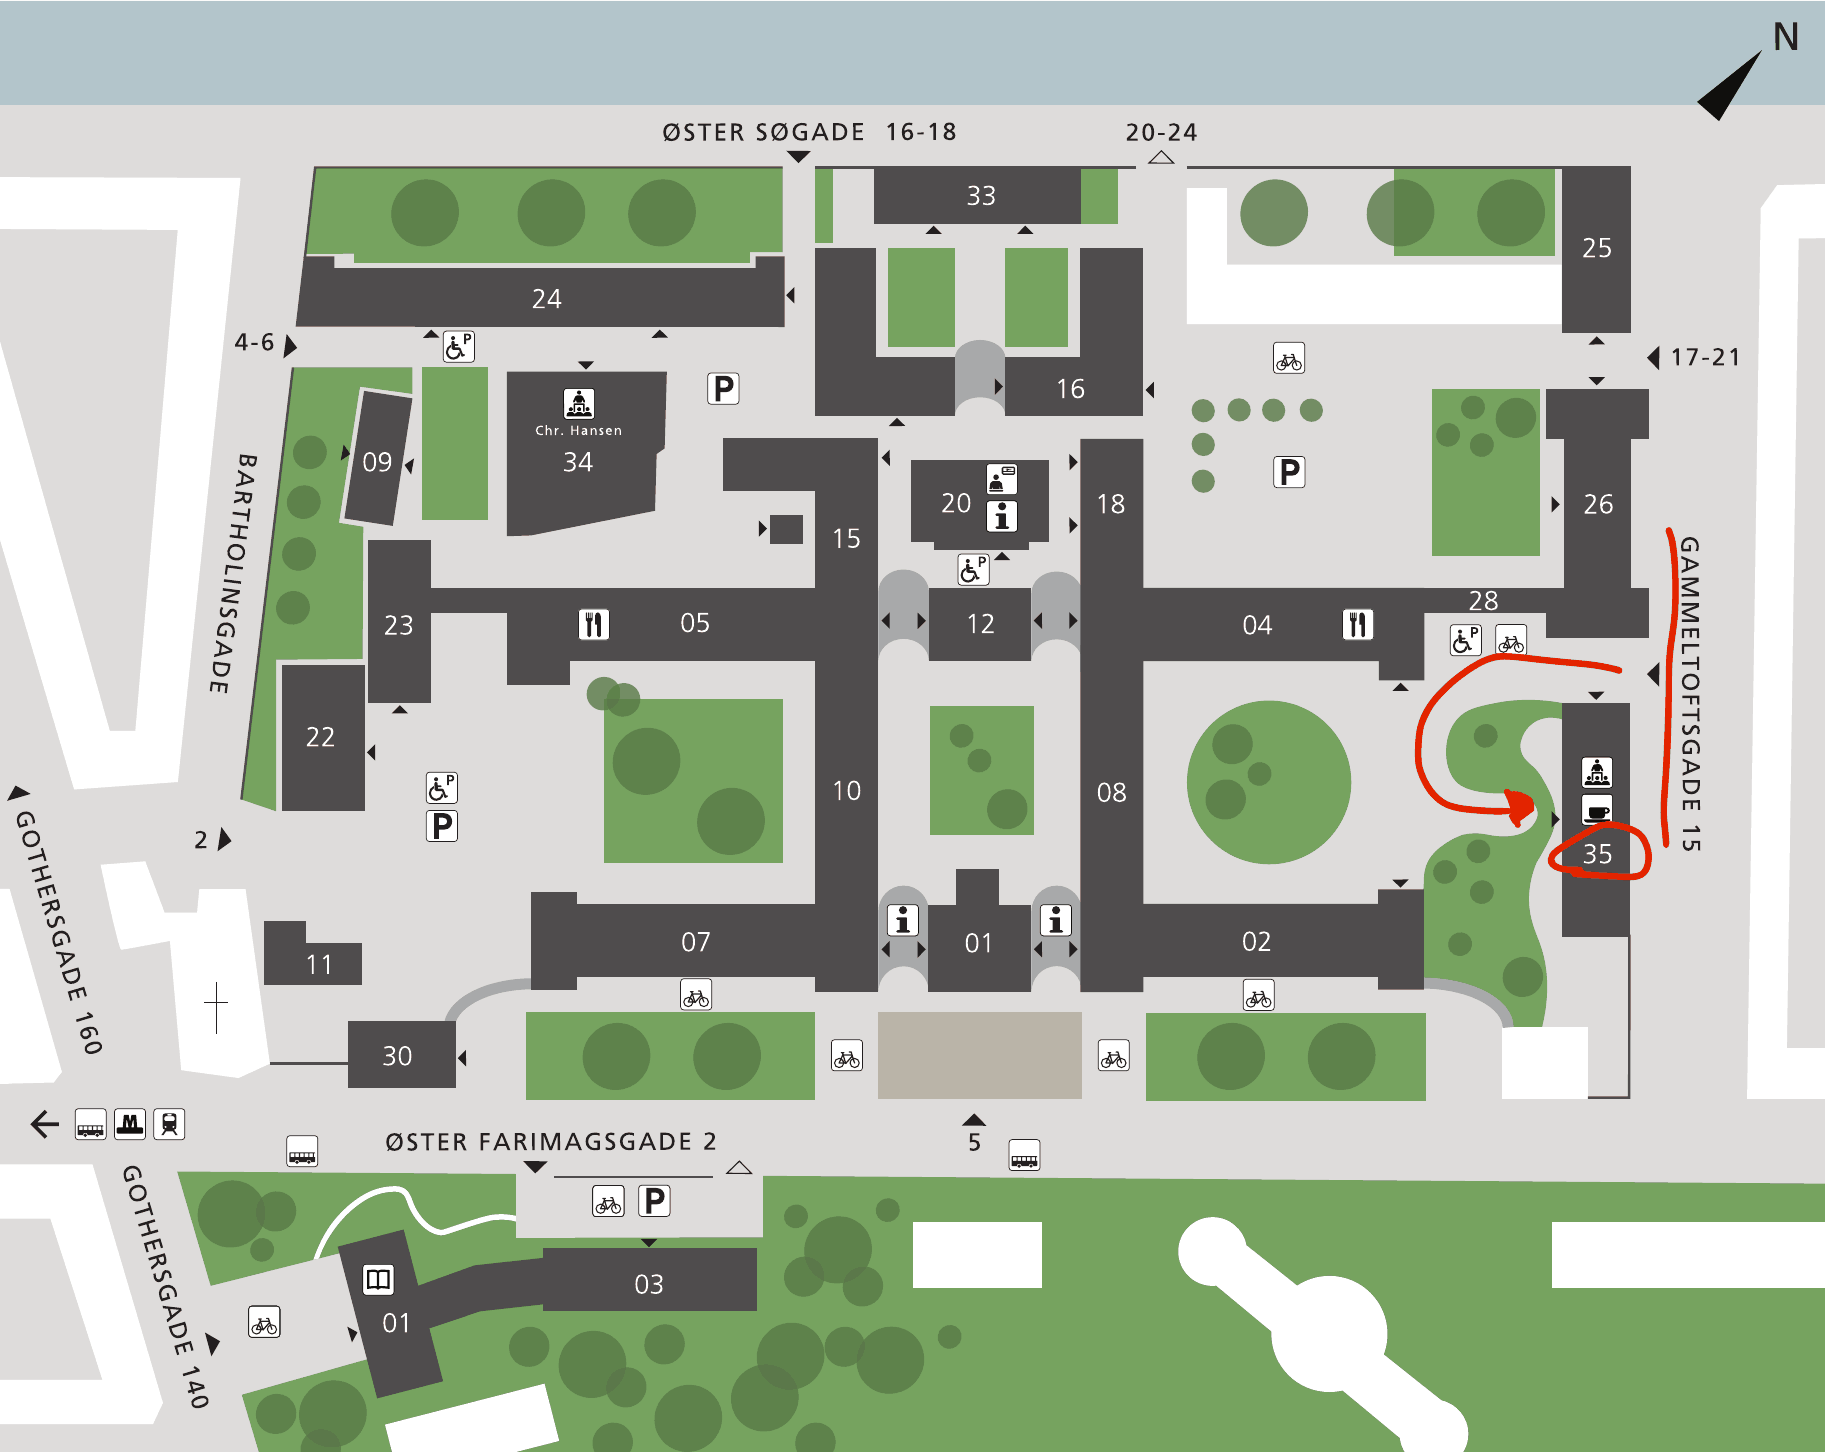 N
ØSTER SØGADE 16-18
20-24
33
25
24
4-6
17-21
16
Chr. Hansen
34
09
20
18
26
15
BARTHOLINSGADE
GAMMELTOFTSGADE 15
28
23
05
12
04
22
10
08
2
35
GOTHERSGADE 160
07
01
02
11
30
ØSTER FARIMAGSGADE 2
5
GOTHERSGADE 140
03
01
P
P
P
P
P
P
P
P
P
i
i
i
M